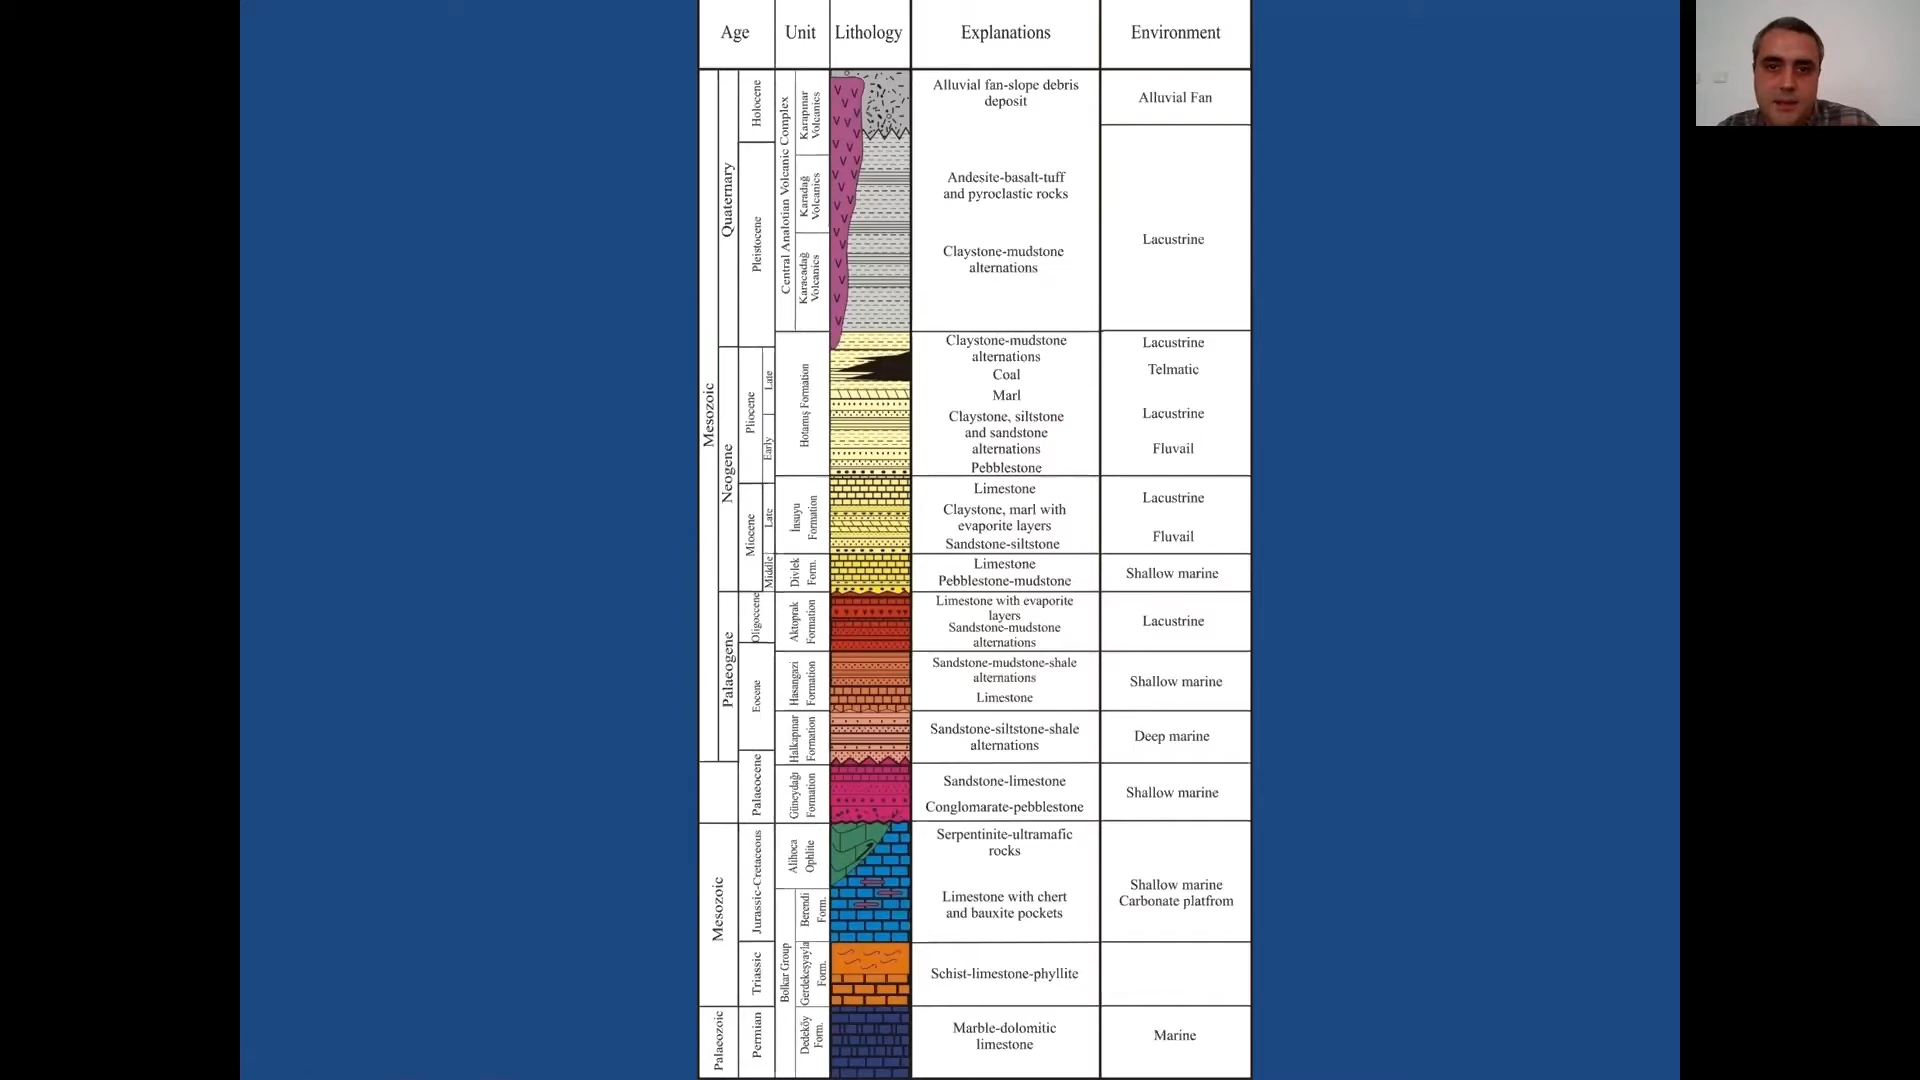 Age
Unit
Lithology
Explanations
Environment
Mesozoic
Quaternary
Holocene
Pleistocene
Central Analotian Volcanic Complex
Karapınar
Volcanics
Karadağ
Volcanics
Karacadağ
Volcanics
Alluvial fan-slope debris
deposit
Andesite-basalt-tuff
and pyroclastic rocks
Claystone-mudstone
alternations
Alluvial Fan
Lacustrine
Neogene
Pliocene
Late
Early
Hotamış Formation
Claystone-mudstone
alternations
Coal
Marl
Claystone, siltstone
and sandstone
alternations
Pebblestone
Lacustrine
Telmatic
Lacustrine
Fluvail
Miocene
Late
Middle
İnsuyu
Formation
Limestone
Claystone, marl with
evaporite layers
Sandstone-siltstone
Lacustrine
Fluvail
Divlek
Form.
Limestone
Pebblestone-mudstone
Shallow marine
Palaeogene
Oligoccene
Aktoprak
Formation
Limestone with evaporite
layers
Sandstone-mudstone
alternations
Lacustrine
Eocene
Hasangazi
Formation
Sandstone-mudstone-shale
alternations
Limestone
Shallow marine
Halkapınar
Formation
Sandstone-siltstone-shale
alternations
Deep marine
Palaeocene
Güneydağı
Formation
Sandstone-limestone
Conglomarate-pebblestone
Shallow marine
Mesozoic
Jurassic-Cretaceous
Alihoca
Ophlite
Serpentinite-ultramafic
rocks
Bolkar Group
Berendi
Form.
Limestone with chert
and bauxite pockets
Shallow marine
Carbonate platfrom
Triassic
Gerdekeşyayla
Form.
Schist-limestone-phyllite
Palaeozoic
Permian
Dedeköy
Form.
Marble-dolomitic
limestone
Marine